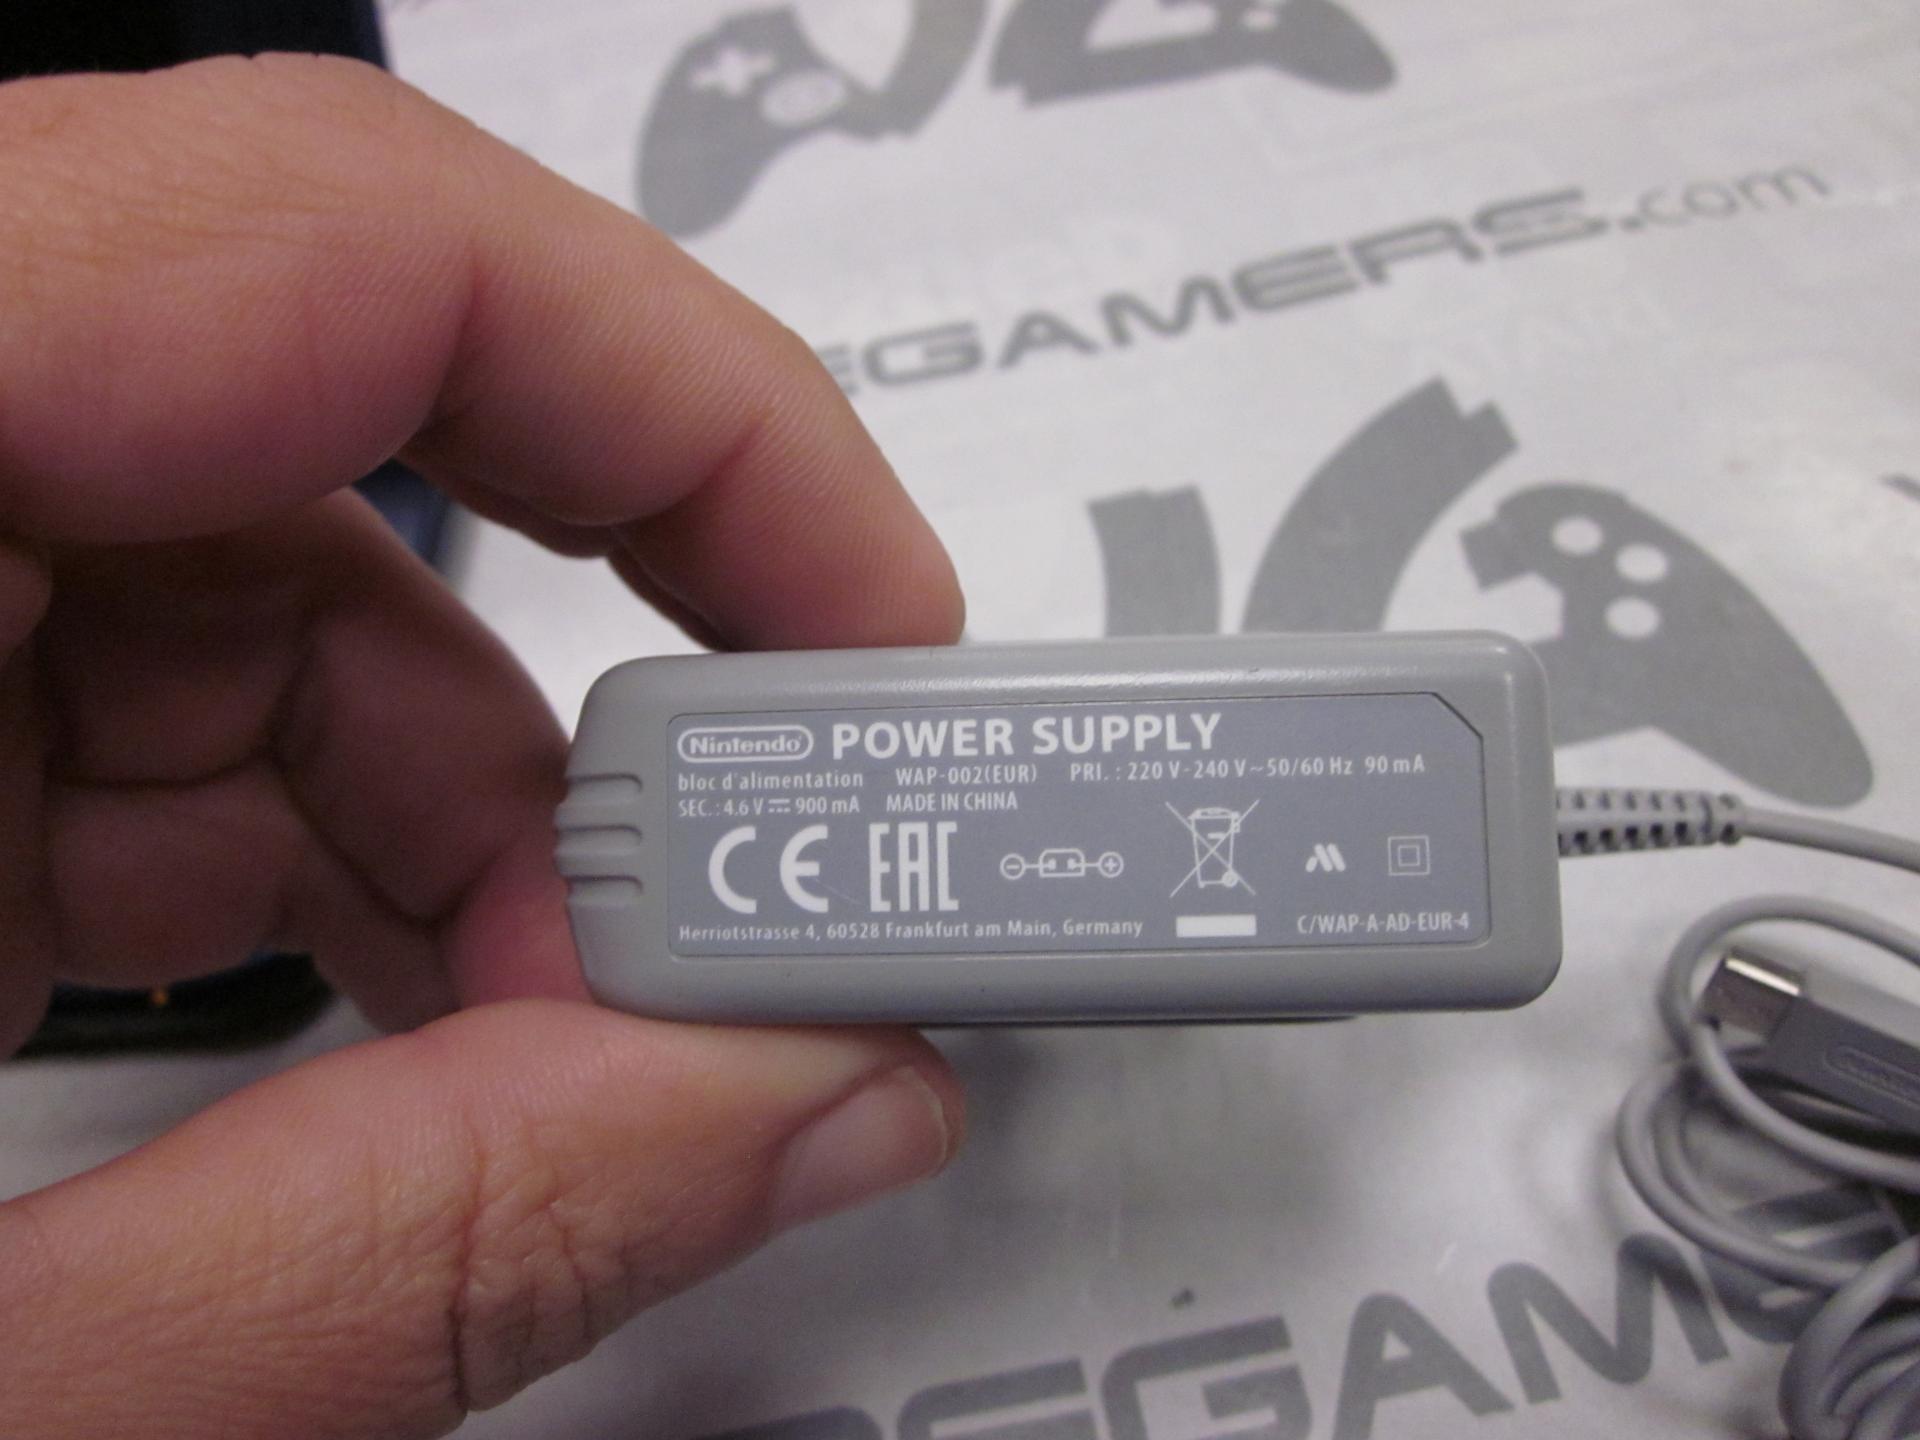 EGAMERS.com
Nintendo POWER SUPPLY
bloc d'alimentation WAP-002(EUR) PRI. : 220 V-240 V~50/60 Hz 90 mA
SEC. : 4.6 V⎓900 mA MADE IN CHINA
CE EAC
Herriotstrasse 4, 60528 Frankfurt am Main, Germany C/WAP-A-AD-EUR-4
EGAM